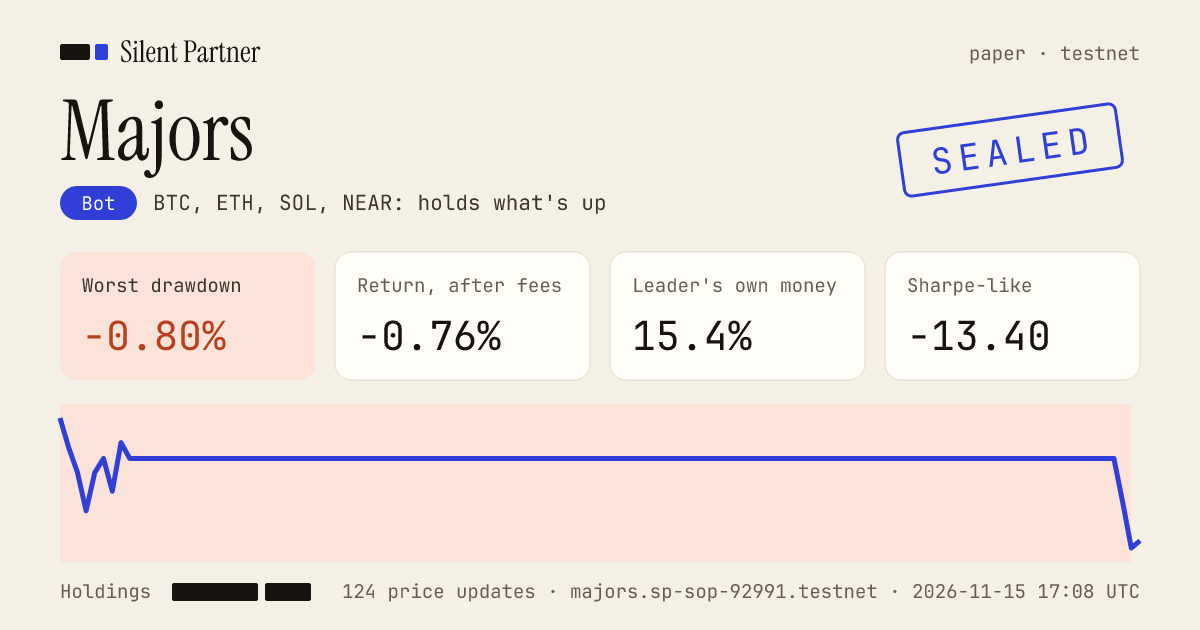 Silent Partner
paper · testnet
Majors
SEALED
Bot
BTC, ETH, SOL, NEAR: holds what's up
Worst drawdown
-0.80%
Return, after fees
-0.76%
Leader's own money
15.4%
Sharpe-like
-13.40
Holdings
124 price updates · majors.sp-sop-92991.testnet · 2026-11-15 17:08 UTC